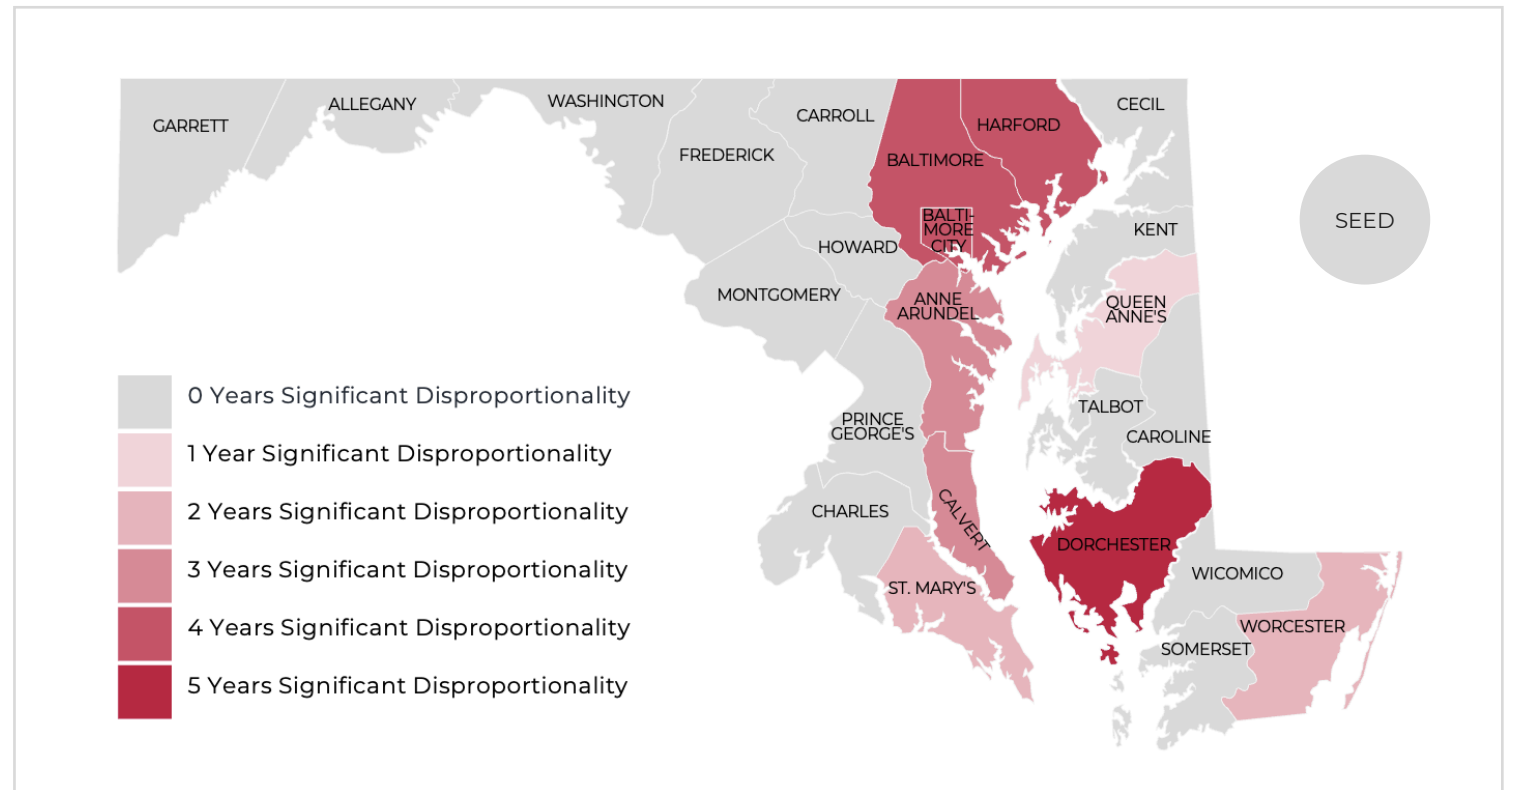 GARRETT
ALLEGANY
WASHINGTON
FREDERICK
CARROLL
BALTIMORE
HARFORD
CECIL
BALTI-
MORE
CITY
HOWARD
KENT
SEED
MONTGOMERY
ANNE
ARUNDEL
QUEEN
ANNE'S
TALBOT
CAROLINE
PRINCE
GEORGE'S
CHARLES
CALVERT
ST. MARY'S
DORCHESTER
WICOMICO
WORCESTER
SOMERSET
0 Years Significant Disproportionality
1 Year Significant Disproportionality
2 Years Significant Disproportionality
3 Years Significant Disproportionality
4 Years Significant Disproportionality
5 Years Significant Disproportionality